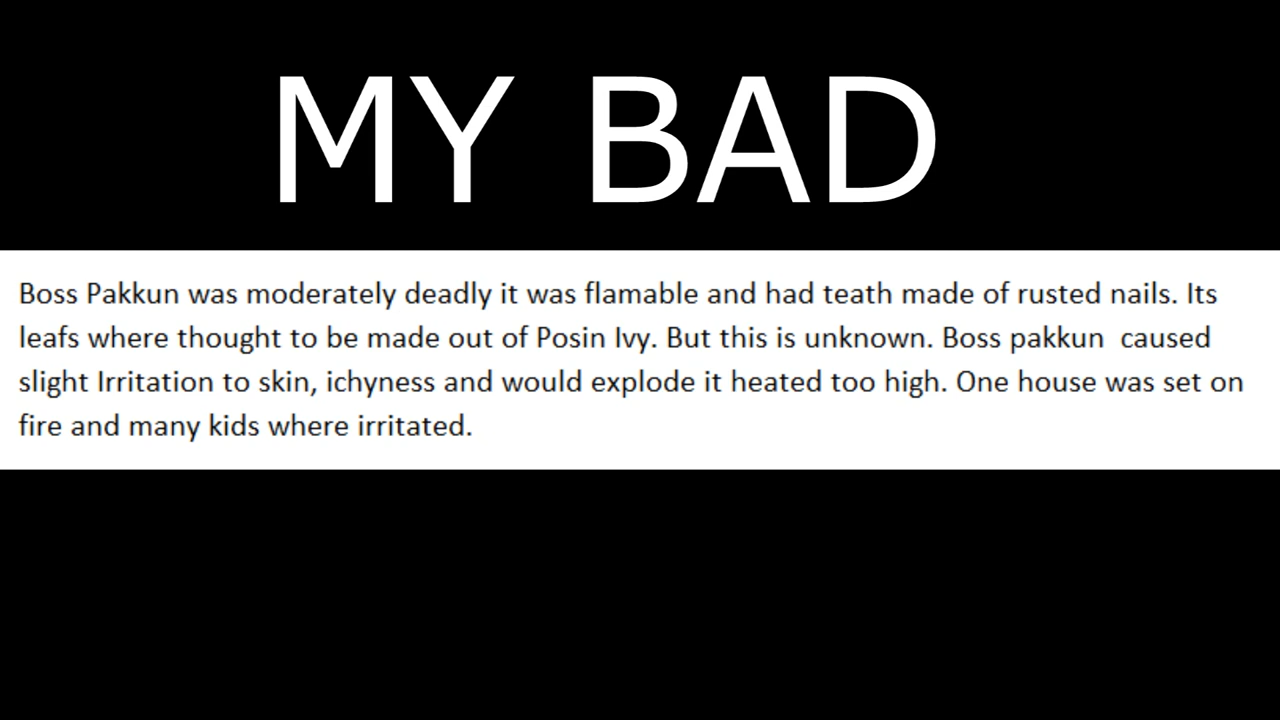 MY BAD
Boss Pakkun was moderately deadly it was flamable and had teath made of rusted nails. Its
leafs where thought to be made out of Posin Ivy. But this is unknown. Boss pakkun  caused
slight Irritation to skin, ichyness and would explode it heated too high. One house was set on
fire and many kids where irritated.